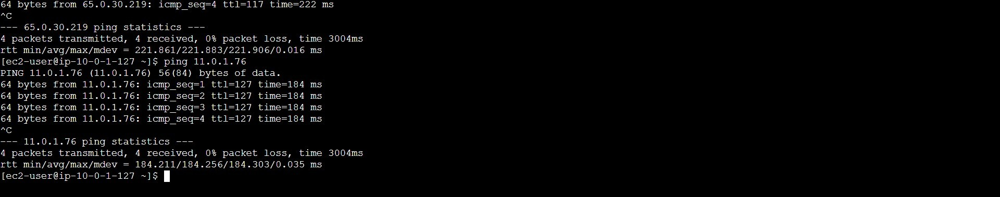 64 bytes from 65.0.30.219: icmp_seq=4 ttl=117 time=222 ms
^C
--- 65.0.30.219 ping statistics ---
4 packets transmitted, 4 received, 0% packet loss, time 3004ms
rtt min/avg/max/mdev = 221.861/221.883/221.906/0.016 ms
[ec2-user@ip-10-0-1-127 ~]$ ping 11.0.1.76
PING 11.0.1.76 (11.0.1.76) 56(84) bytes of data.
64 bytes from 11.0.1.76: icmp_seq=1 ttl=127 time=184 ms
64 bytes from 11.0.1.76: icmp_seq=2 ttl=127 time=184 ms
64 bytes from 11.0.1.76: icmp_seq=3 ttl=127 time=184 ms
64 bytes from 11.0.1.76: icmp_seq=4 ttl=127 time=184 ms
^C
--- 11.0.1.76 ping statistics ---
4 packets transmitted, 4 received, 0% packet loss, time 3004ms
rtt min/avg/max/mdev = 184.211/184.256/184.303/0.035 ms
[ec2-user@ip-10-0-1-127 ~]$